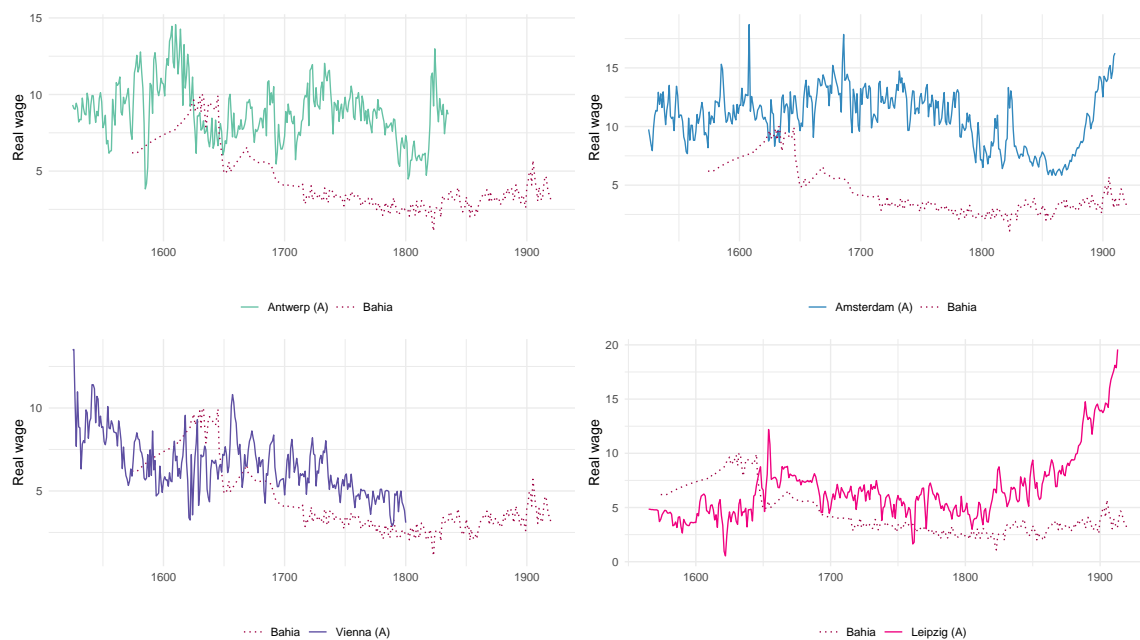 15
10
5
Real wage
1600 1700 1800 1900
Antwerp (A) Bahia
15
10
5
Real wage
1600 1700 1800 1900
Amsterdam (A) Bahia
10
5
Real wage
1600 1700 1800 1900
Bahia Vienna (A)
20
15
10
5
0
Real wage
1600 1700 1800 1900
Bahia Leipzig (A)